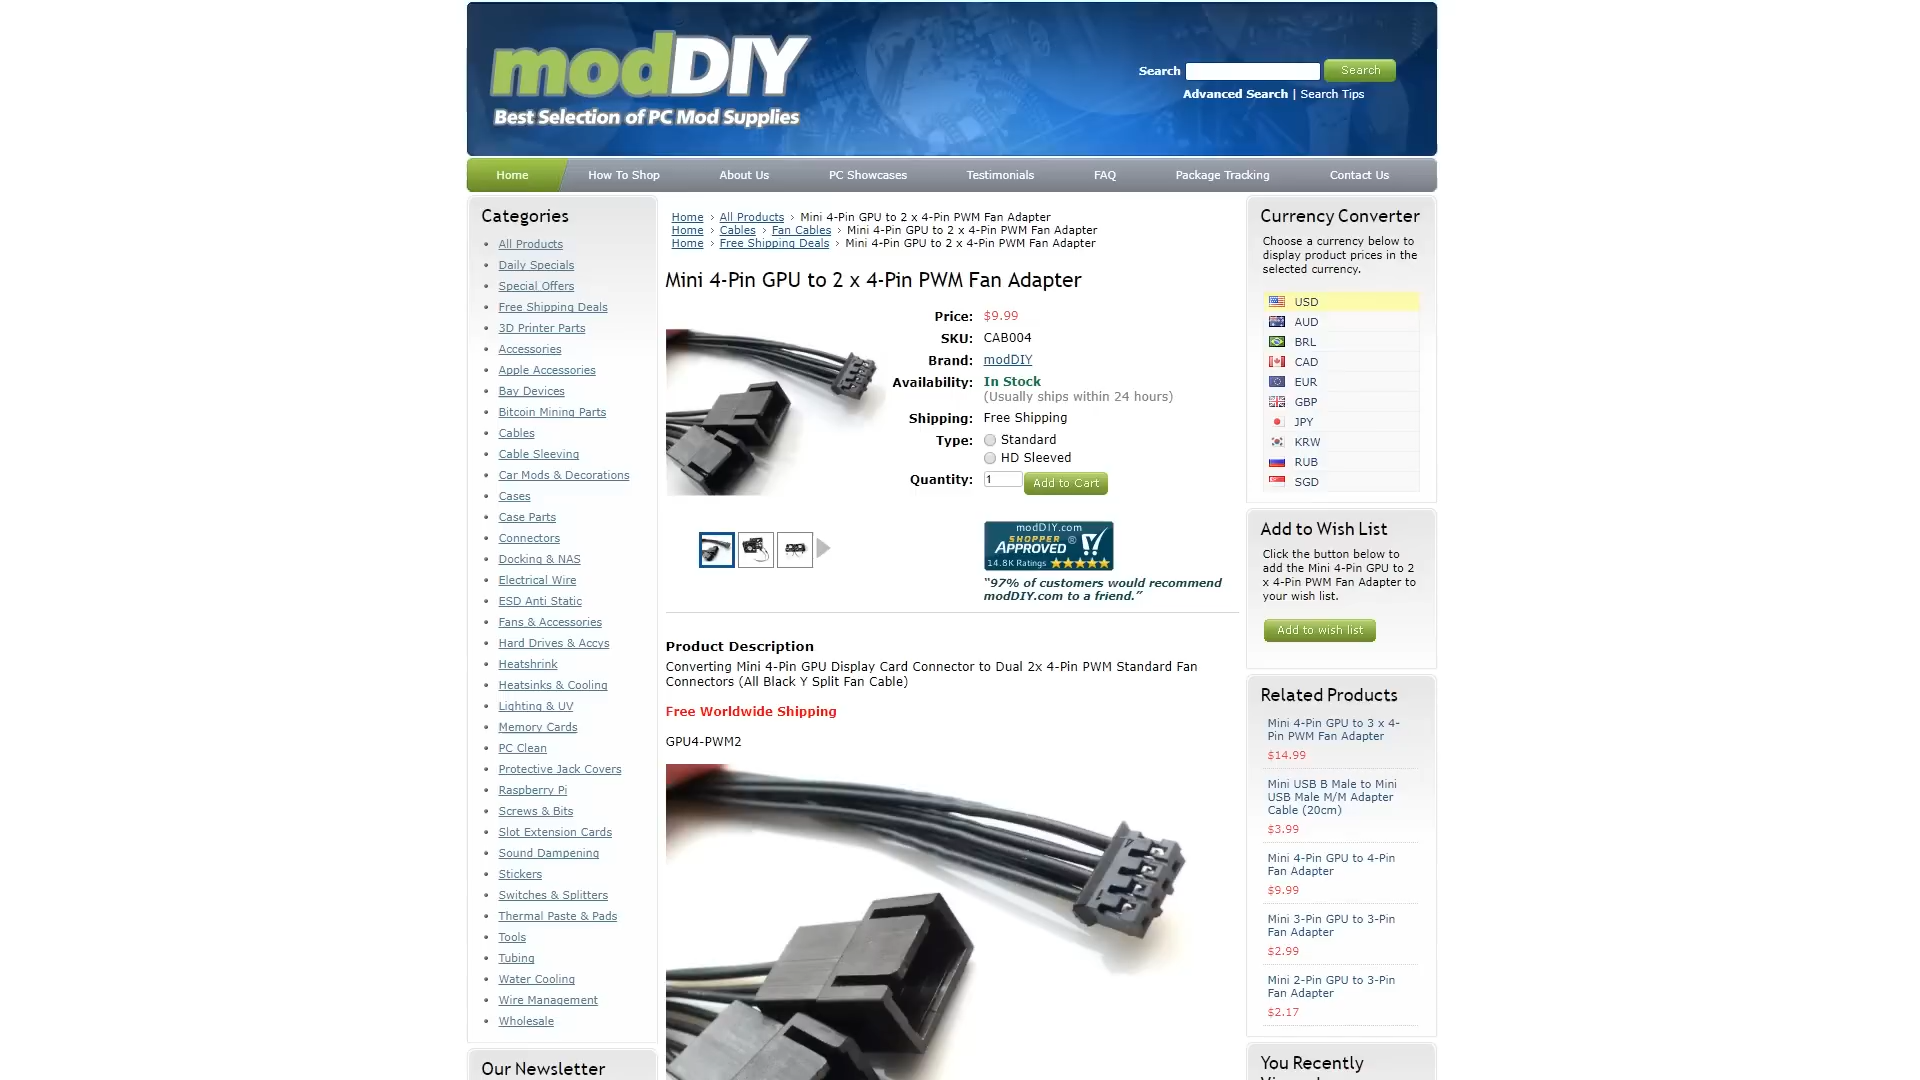 modDIY
Best Selection of PC Mod Supplies
Search
Search
Advanced Search | Search Tips
Home
How To Shop
About Us
PC Showcases
Testimonials
FAQ
Package Tracking
Contact Us
Categories
All Products
Daily Specials
Special Offers
Free Shipping Deals
3D Printer Parts
Accessories
Apple Accessories
Bay Devices
Bitcoin Mining Parts
Cables
Cable Sleeving
Car Mods & Decorations
Cases
Case Parts
Connectors
Docking & NAS
Electrical Wire
ESD Anti Static
Fans & Accessories
Hard Drives & Accys
Heatshrink
Heatsinks & Cooling
Lighting & UV
Memory Cards
PC Clean
Protective Jack Covers
Raspberry Pi
Screws & Bits
Slot Extension Cards
Sound Dampening
Stickers
Switches & Splitters
Thermal Paste & Pads
Tools
Tubing
Water Cooling
Wire Management
Wholesale
Our Newsletter
Home › All Products › Mini 4-Pin GPU to 2 x 4-Pin PWM Fan Adapter
Home › Cables › Fan Cables › Mini 4-Pin GPU to 2 x 4-Pin PWM Fan Adapter
Home › Free Shipping Deals › Mini 4-Pin GPU to 2 x 4-Pin PWM Fan Adapter
Mini 4-Pin GPU to 2 x 4-Pin PWM Fan Adapter
Price: $9.99
SKU: CAB004
Brand: modDIY
Availability: In Stock
(Usually ships within 24 hours)
Shipping: Free Shipping
Type: Standard
HD Sleeved
Quantity: 1 Add to Cart
modDIY.com
SHOPPER
APPROVED®
14.8K Ratings
“97% of customers would recommend
modDIY.com to a friend.”
Product Description
Converting Mini 4-Pin GPU Display Card Connector to Dual 2x 4-Pin PWM Standard Fan
Connectors (All Black Y Split Fan Cable)
Free Worldwide Shipping
GPU4-PWM2
Currency Converter
Choose a currency below to
display product prices in the
selected currency.
USD
AUD
BRL
CAD
EUR
GBP
JPY
KRW
RUB
SGD
Add to Wish List
Click the button below to
add the Mini 4-Pin GPU to 2
x 4-Pin PWM Fan Adapter to
your wish list.
Add to wish list
Related Products
Mini 4-Pin GPU to 3 x 4-
Pin PWM Fan Adapter
$14.99
Mini USB B Male to Mini
USB Male M/M Adapter
Cable (20cm)
$3.99
Mini 4-Pin GPU to 4-Pin
Fan Adapter
$9.99
Mini 3-Pin GPU to 3-Pin
Fan Adapter
$2.99
Mini 2-Pin GPU to 3-Pin
Fan Adapter
$2.17
You Recently